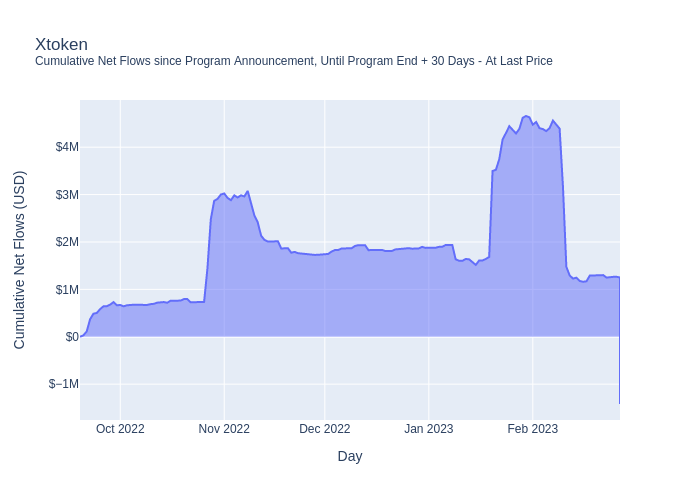 Xtoken
Cumulative Net Flows since Program Announcement, Until Program End + 30 Days - At Last Price
Cumulative Net Flows (USD)
$4M
$3M
$2M
$1M
$0
$−1M
Oct 2022
Nov 2022
Dec 2022
Jan 2023
Feb 2023
Day